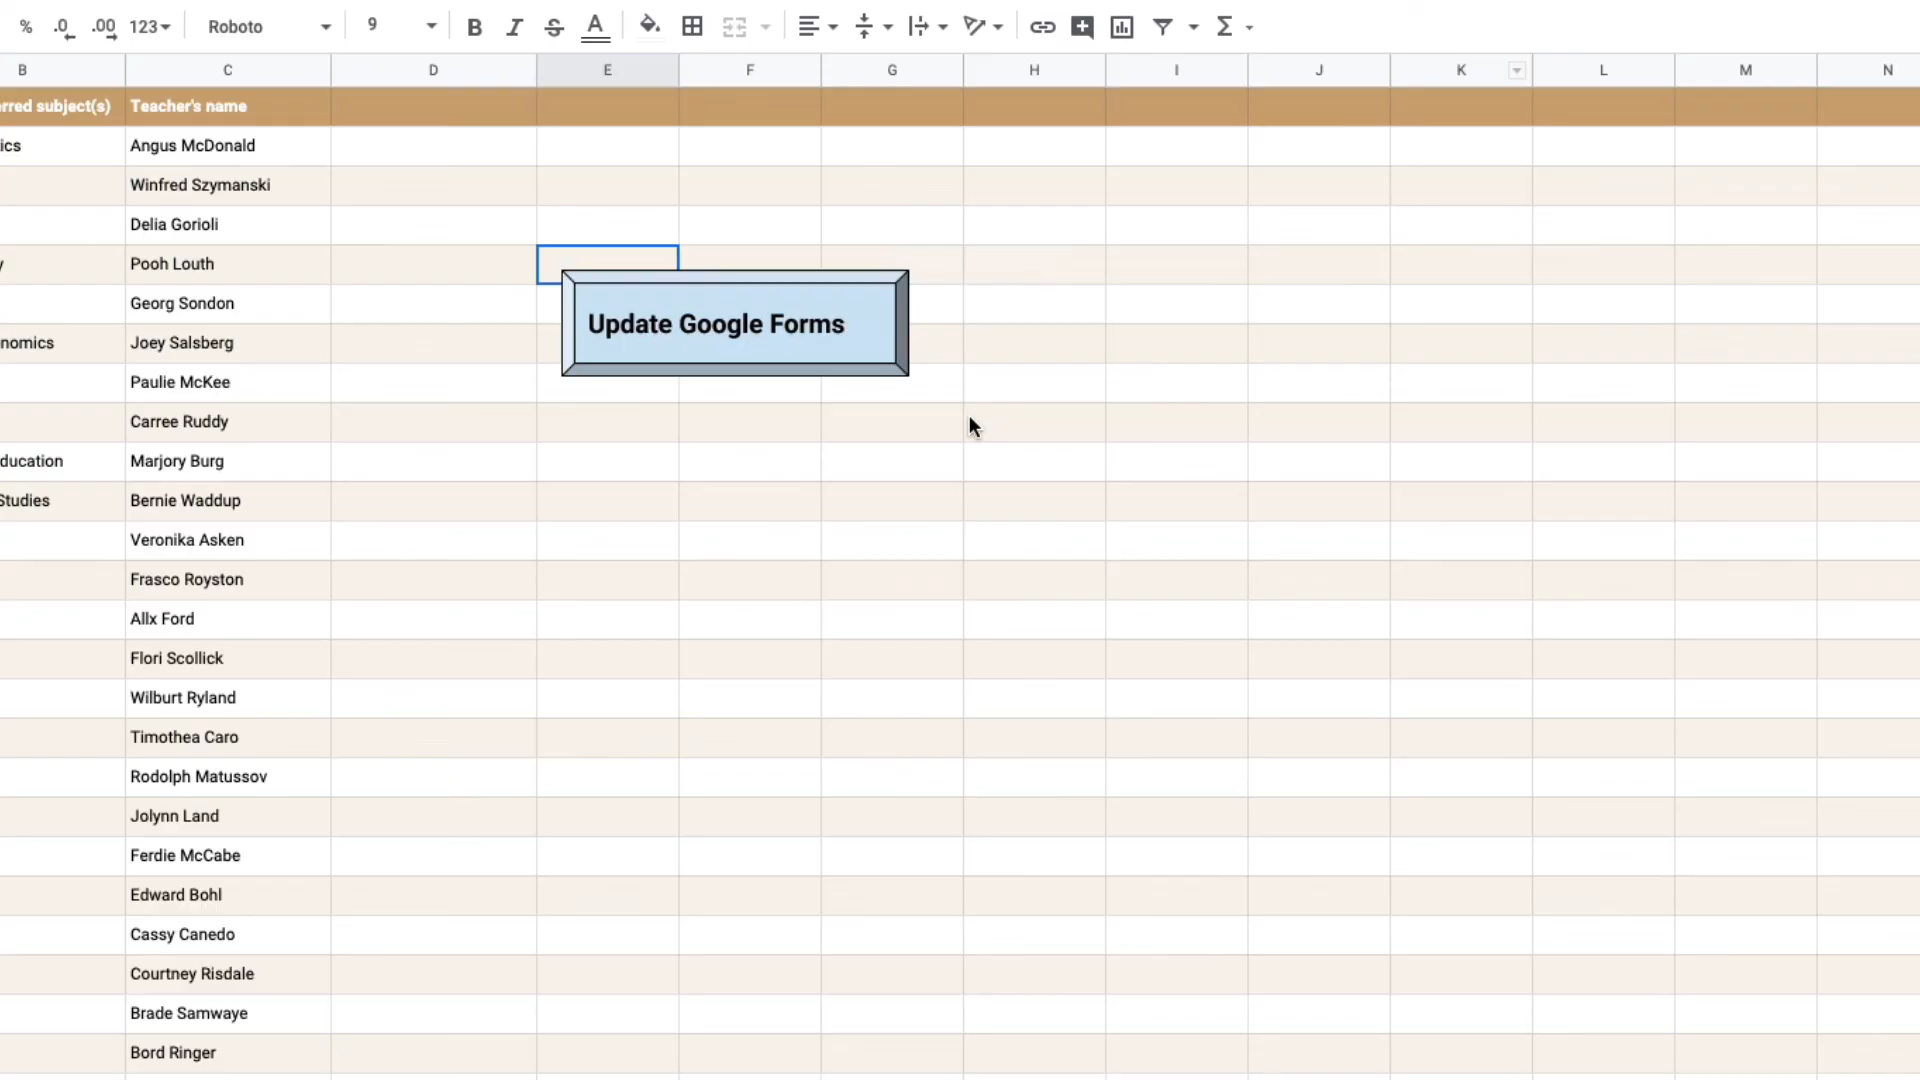 % .0 .00 123 Roboto 9 B I S A Σ
B C D E F G H I J K L M N
rred subject(s) Teacher's name
ics Angus McDonald
Winfred Szymanski
Delia Gorioli
y Pooh Louth
Georg Sondon
Update Google Forms
nomics Joey Salsberg
Paulie McKee
Carree Ruddy
ducation Marjory Burg
Studies Bernie Waddup
Veronika Asken
Frasco Royston
Allx Ford
Flori Scollick
Wilburt Ryland
Timothea Caro
Rodolph Matussov
Jolynn Land
Ferdie McCabe
Edward Bohl
Cassy Canedo
Courtney Risdale
Brade Samwaye
Bord Ringer